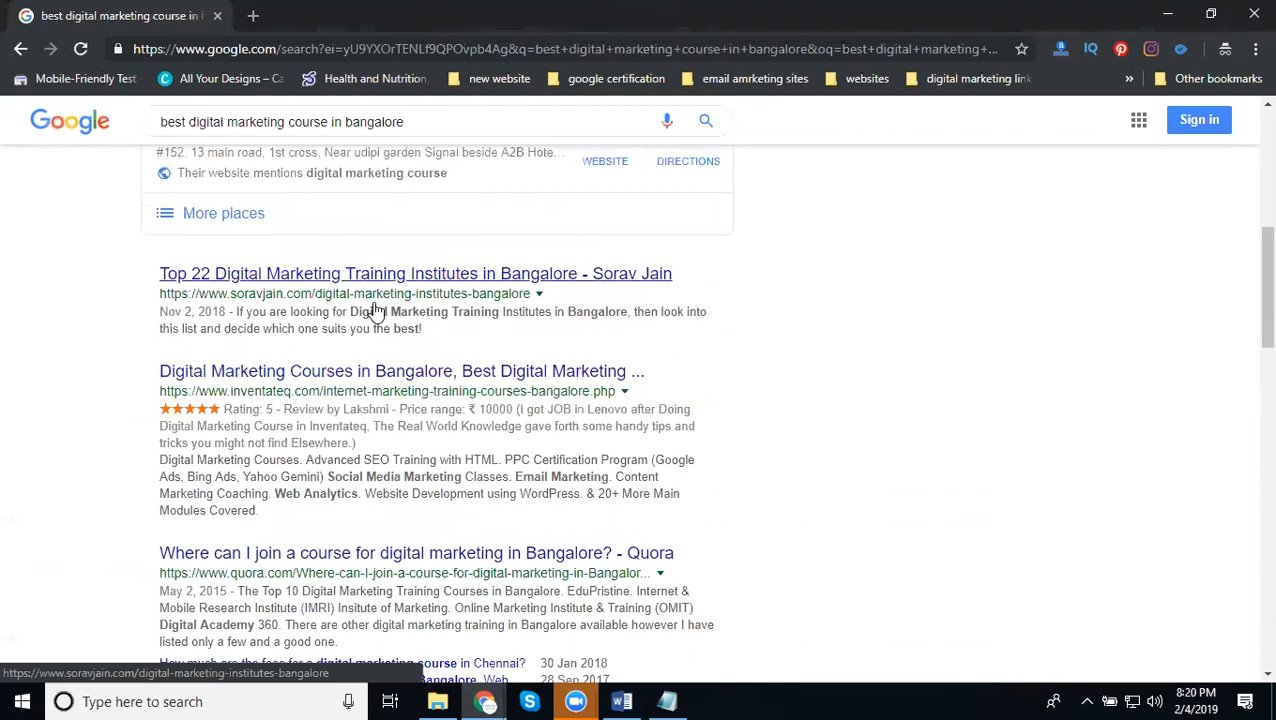 best digital marketing course in
https://www.google.com/search?ei=yU9YXOrTENLf9QPOvpb4Ag&q=best+digital+marketing+course+in+bangalore&oq=best+digital+marketing+...
Mobile-Friendly Test
All Your Designs – Ca
Health and Nutrition.
new website
google certification
email amrketing sites
websites
digital marketing link
»
Other bookmarks
Google
best digital marketing course in bangalore
Sign in
#152, 13 main road, 1st cross, Near udipi garden Signal beside A2B Hote...
WEBSITE
DIRECTIONS
Their website mentions digital marketing course
More places
Top 22 Digital Marketing Training Institutes in Bangalore - Sorav Jain
https://www.soravjain.com/digital-marketing-institutes-bangalore
Nov 2, 2018 - If you are looking for Digital Marketing Training Institutes in Bangalore, then look into
this list and decide which one suits you the best!
Digital Marketing Courses in Bangalore, Best Digital Marketing ...
https://www.inventateq.com/internet-marketing-training-courses-bangalore.php
Rating: 5 - Review by Lakshmi - Price range: ₹ 10000 (I got JOB in Lenovo after Doing
Digital Marketing Course in Inventateq, The Real World Knowledge gave forth some handy tips and
tricks you might not find Elsewhere.)
Digital Marketing Courses. Advanced SEO Training with HTML. PPC Certification Program (Google
Ads, Bing Ads, Yahoo Gemini) Social Media Marketing Classes. Email Marketing. Content
Marketing Coaching. Web Analytics. Website Development using WordPress. & 20+ More Main
Modules Covered.
Where can I join a course for digital marketing in Bangalore? - Quora
https://www.quora.com/Where-can-I-join-a-course-for-digital-marketing-in-Bangalor...
May 2, 2015 - The Top 10 Digital Marketing Training Courses in Bangalore. EduPristine. Internet &
Mobile Research Institute (IMRI) Insitute of Marketing. Online Marketing Institute & Training (OMIT)
Digital Academy 360. There are other digital marketing training in Bangalore available however I have
listed only a few and a good one.
How much are the fees for a digital marketing course in Chennai? 30 Jan 2018
Bangalore, Web 28 Sep 2017
https://www.soravjain.com/digital-marketing-institutes-bangalore
Type here to search
8:20 PM
2/4/2019